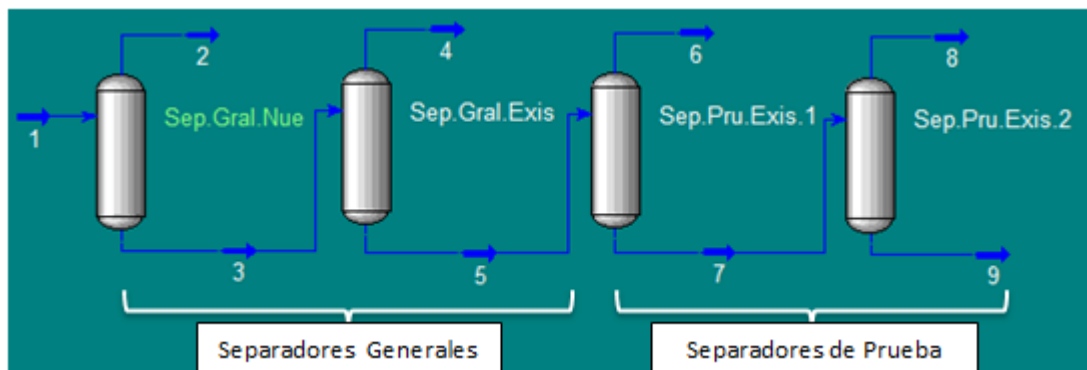 2
4
6
8
Sep.Gral.Nue
Sep.Gral.Exis
Sep.Pru.Exis.1
Sep.Pru.Exis.2
1
3
5
7
9
Separadores Generales
Separadores de Prueba